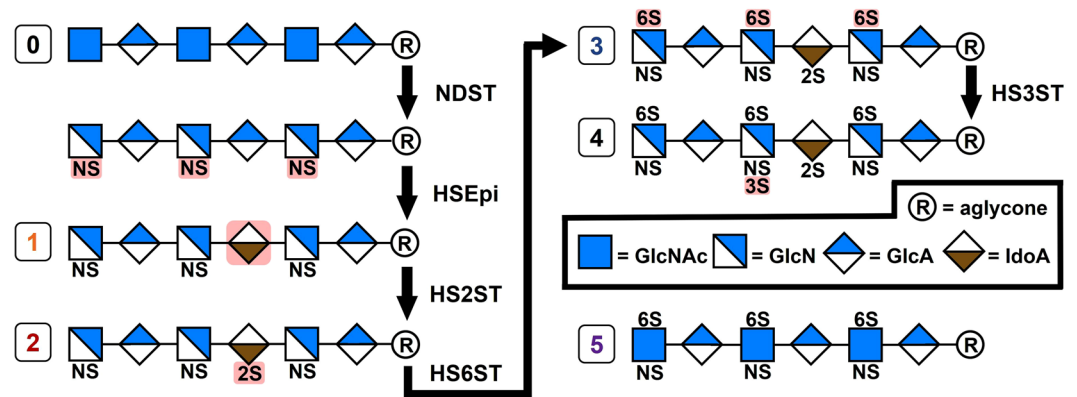 0
R
NDST
NS NS NS
R
HSEpi
1
NS NS NS
R
HS2ST
2
NS NS 2S NS
R
HS6ST
6S 6S 6S
3
R
NS NS 2S NS
HS3ST
6S 6S 6S
4
R
NS NS 2S NS
3S
R = aglycone
= GlcNAc = GlcN = GlcA = IdoA
6S 6S 6S
5
R
NS NS NS